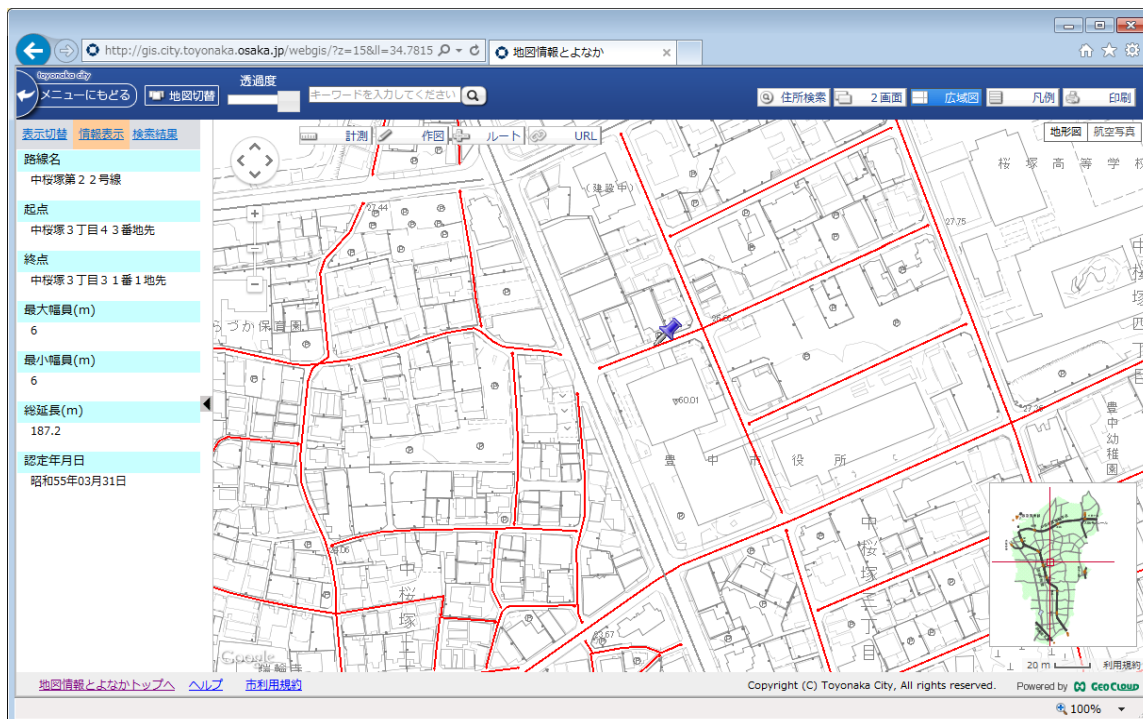 http://gis.city.toyonaka.osaka.jp/webgis/?z=15&ll=34.7815
地図情報とよなか
toyonaka city
メニューにもどる
地図切替
透過度
キーワードを入力してください
住所検索
2画面
広域図
凡例
印刷
表示切替 情報表示 検索結果
計測
作図
ルート
URL
地形図 航空写真
路線名
中桜塚第22号線
起点
中桜塚3丁目43番地先
終点
中桜塚3丁目31番1地先
最大幅員(m)
6
最小幅員(m)
6
総延長(m)
187.2
認定年月日
昭和55年03月31日
(建設中)
桜塚高等学校
27.44
27.75
中桜塚四丁目
らづか保育園
60.01
豊中市役所
豊中幼稚園
中桜塚三丁目
中桜塚
Google
20 m
利用規約
地図情報とよなかトップへ ヘルプ 市利用規約
Copyright (C) Toyonaka City, All rights reserved.
Powered by GEOCLOUD
100%